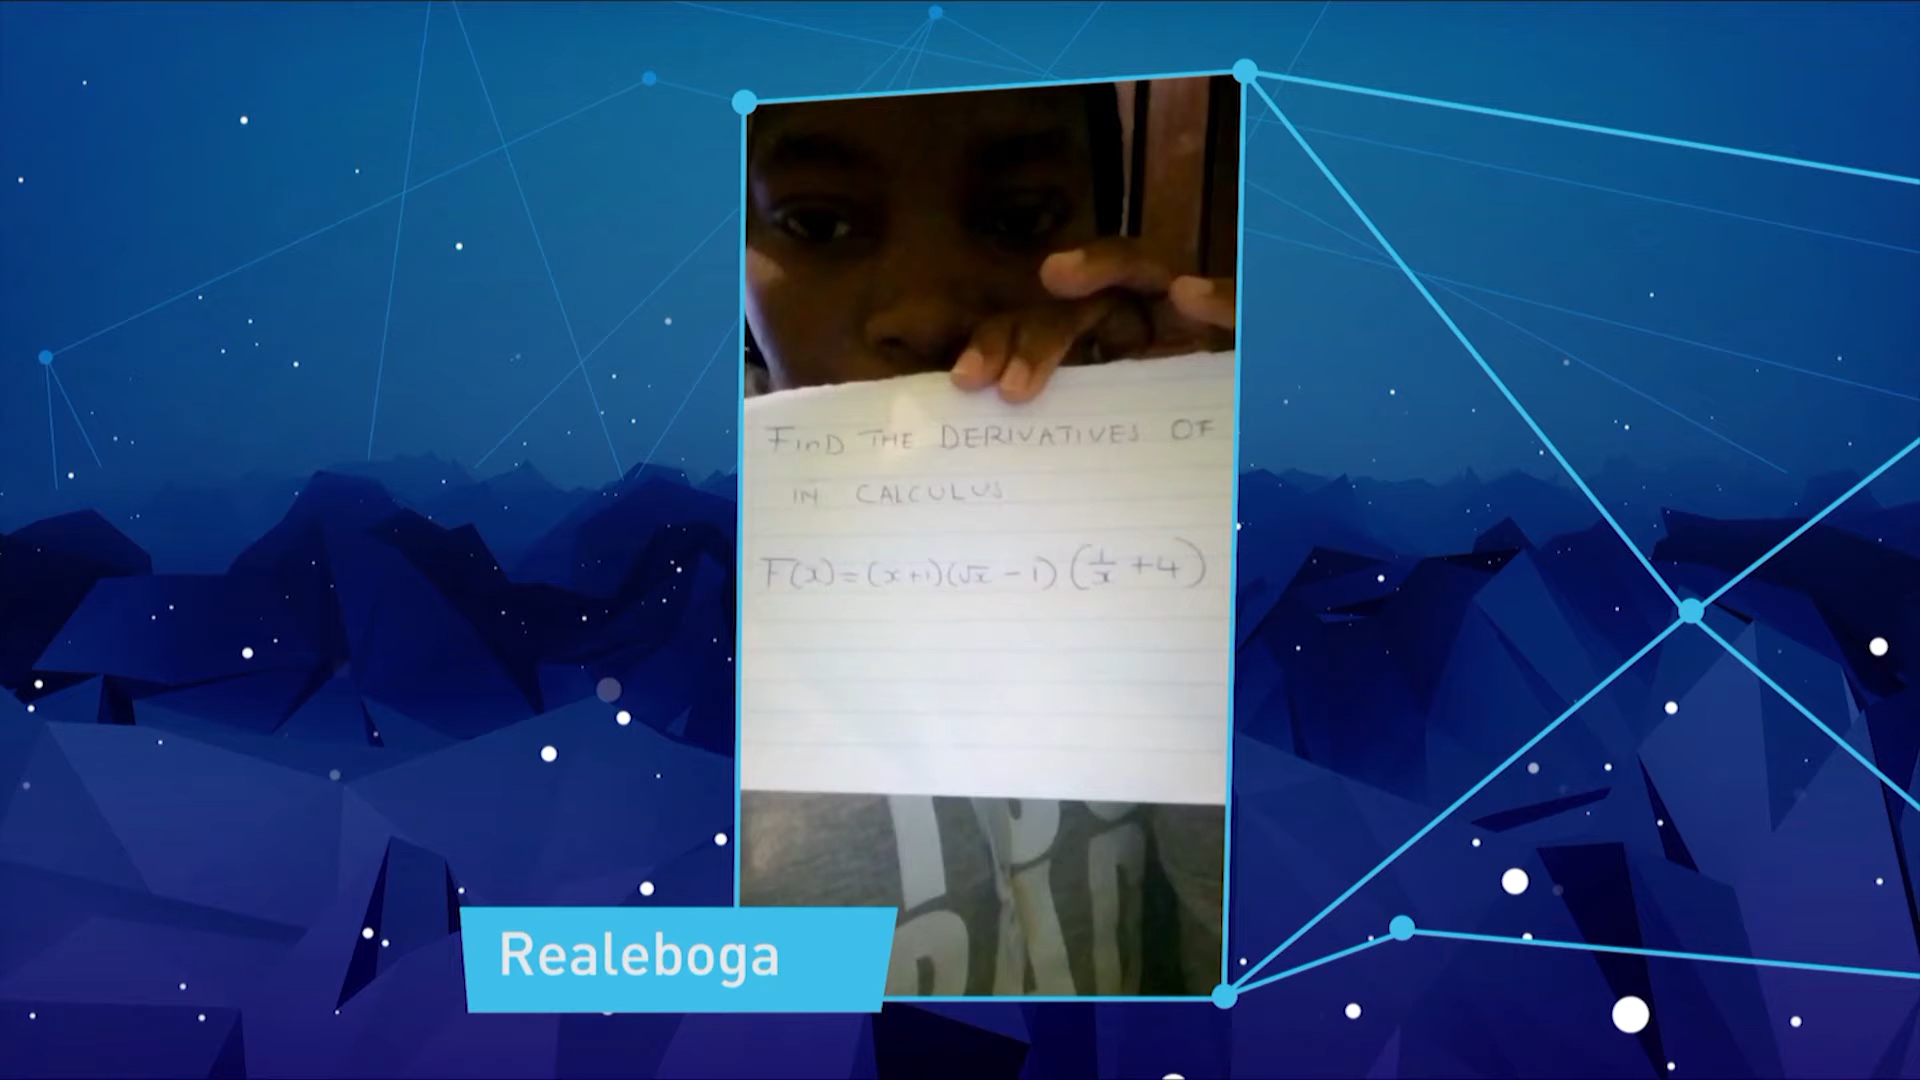 FinD THE DERIVATIVES OF
IN CALCULUS
F(x)=(x+1)(√x - 1) (1/x + 4)
Realeboga